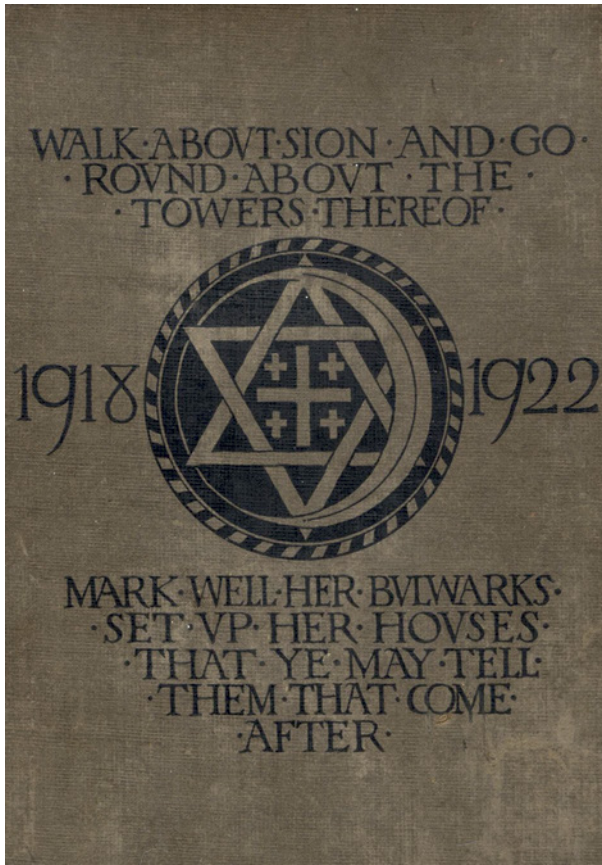 WALK·ABOVT·SION·AND·GO·
·ROVND·ABOVT·THE·
·TOWERS·THEREOF·
1918 1922
MARK·WELL·HER·BVLWARKS·
·SET·VP·HER·HOVSES·
·THAT·YE·MAY·TELL·
·THEM·THAT·COME·
·AFTER·